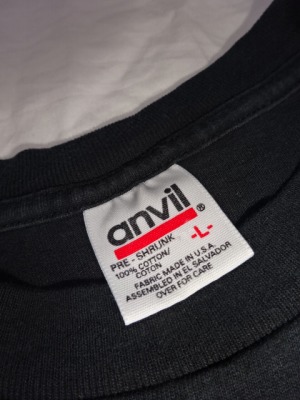 anvil®
-L-
PRE - SHRUNK
100% COTTON/
COTON
FABRIC MADE IN U.S.A.
ASSEMBLED IN EL SALVADOR
OVER FOR CARE